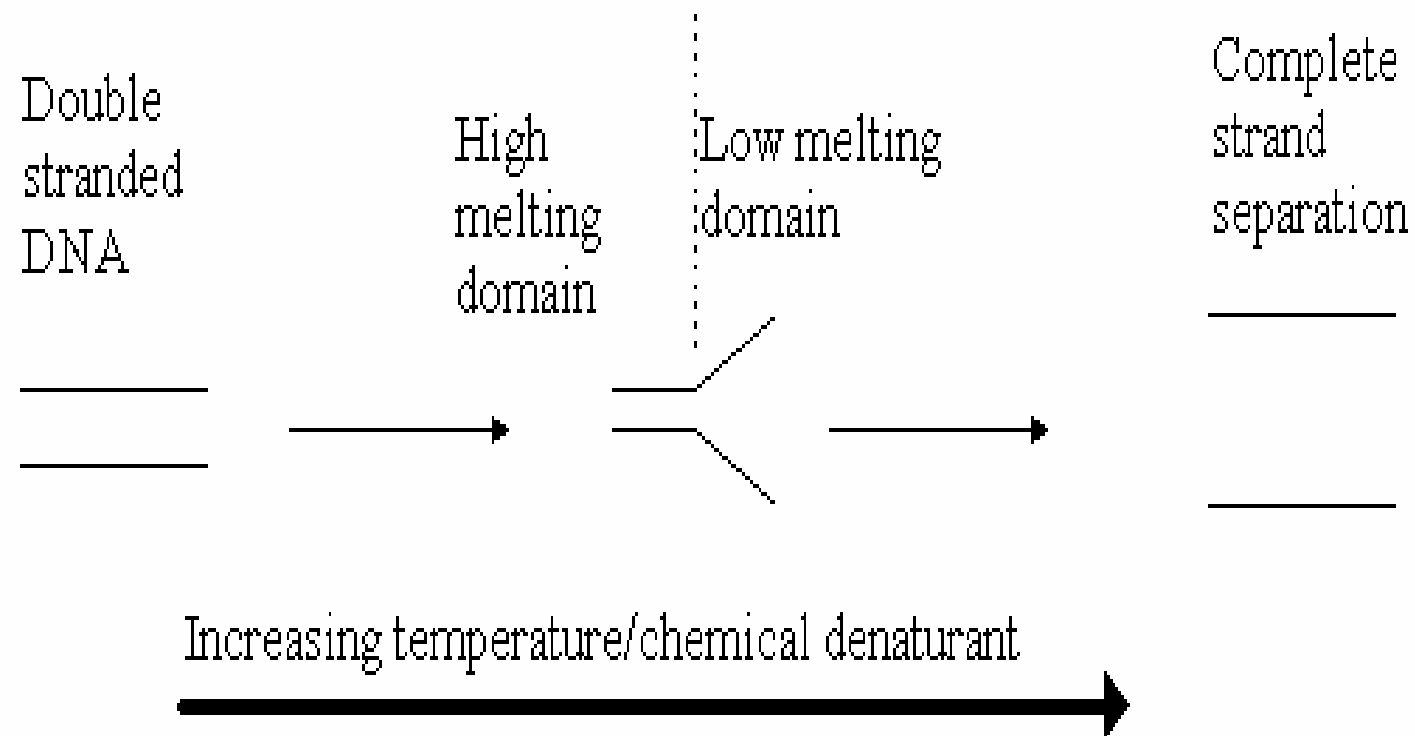 Double
stranded
DNA
High
melting
domain
Low melting
domain
Complete
strand
separation
Increasing temperature/chemical denaturant